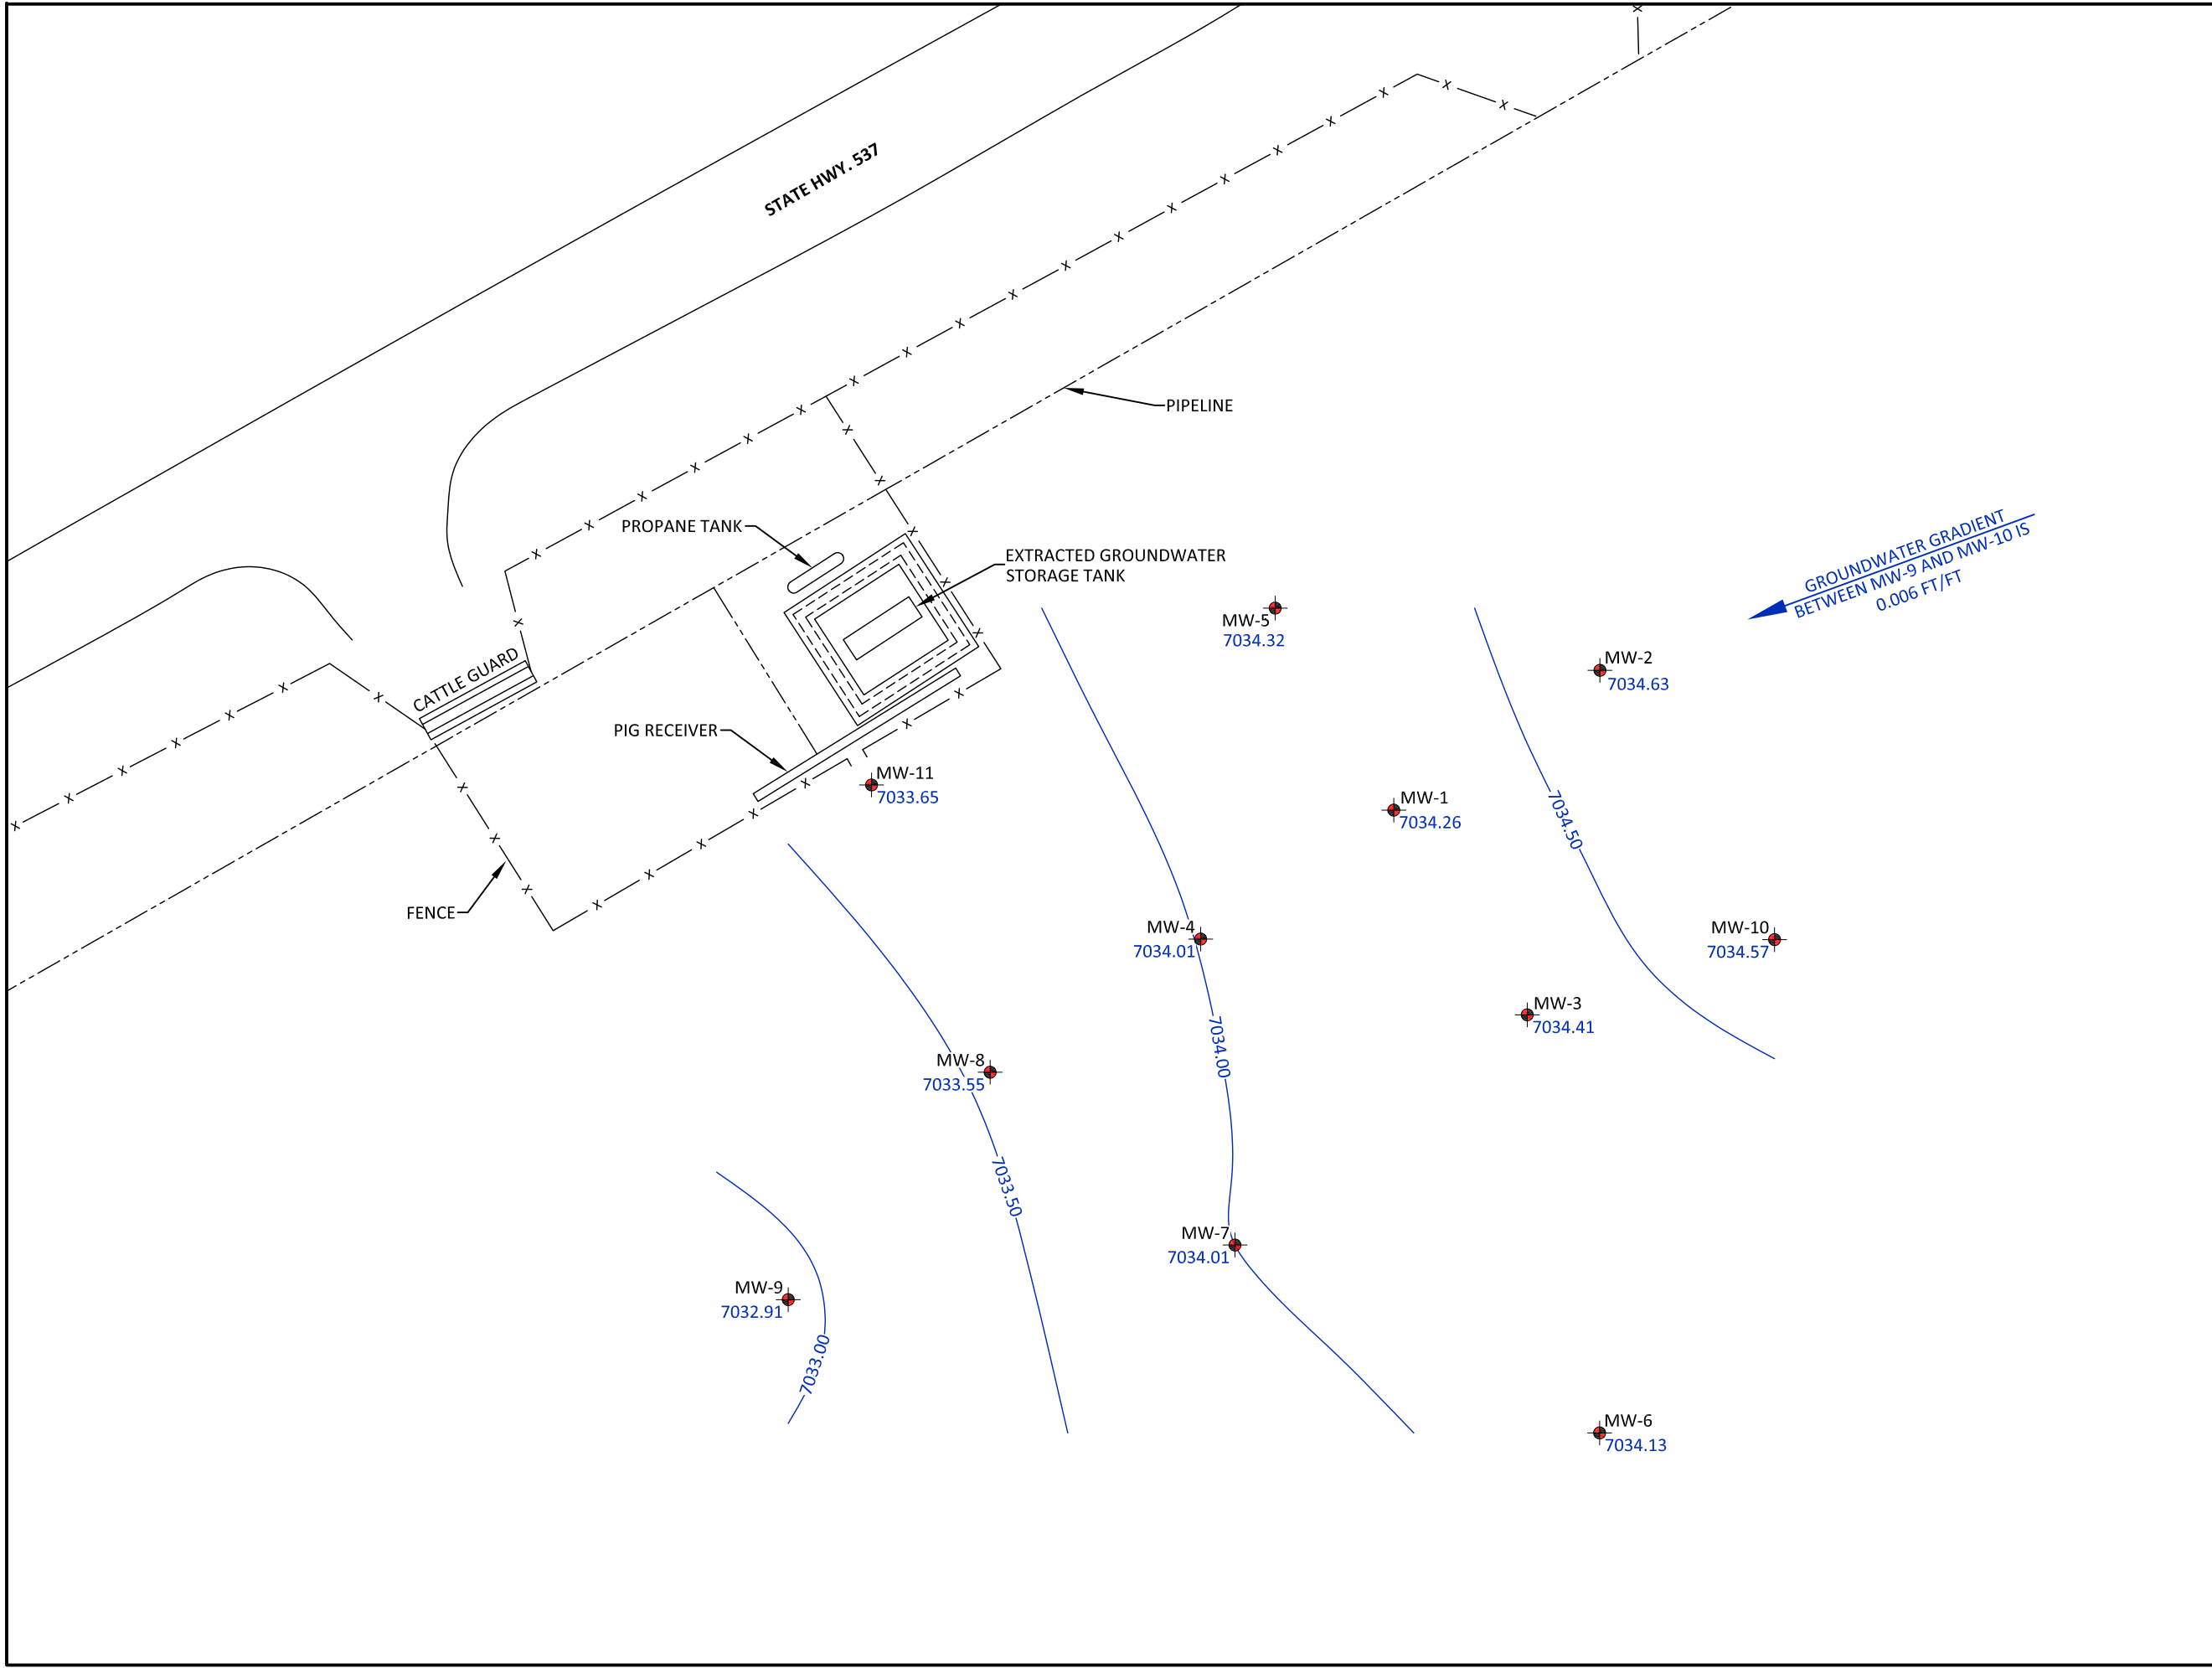 STATE HWY. 537
PIPELINE
PROPANE TANK
EXTRACTED GROUNDWATER
STORAGE TANK
GROUNDWATER GRADIENT
BETWEEN MW-9 AND MW-10 IS
0.006 FT/FT
MW-5
7034.32
MW-2
7034.63
CATTLE GUARD
PIG RECEIVER
MW-11
7033.65
MW-1
7034.26
7034.50
FENCE
MW-4
7034.01
MW-10
7034.57
MW-3
7034.41
7034.00
MW-8
7033.55
7033.50
MW-7
7034.01
MW-9
7032.91
7033.00
MW-6
7034.13